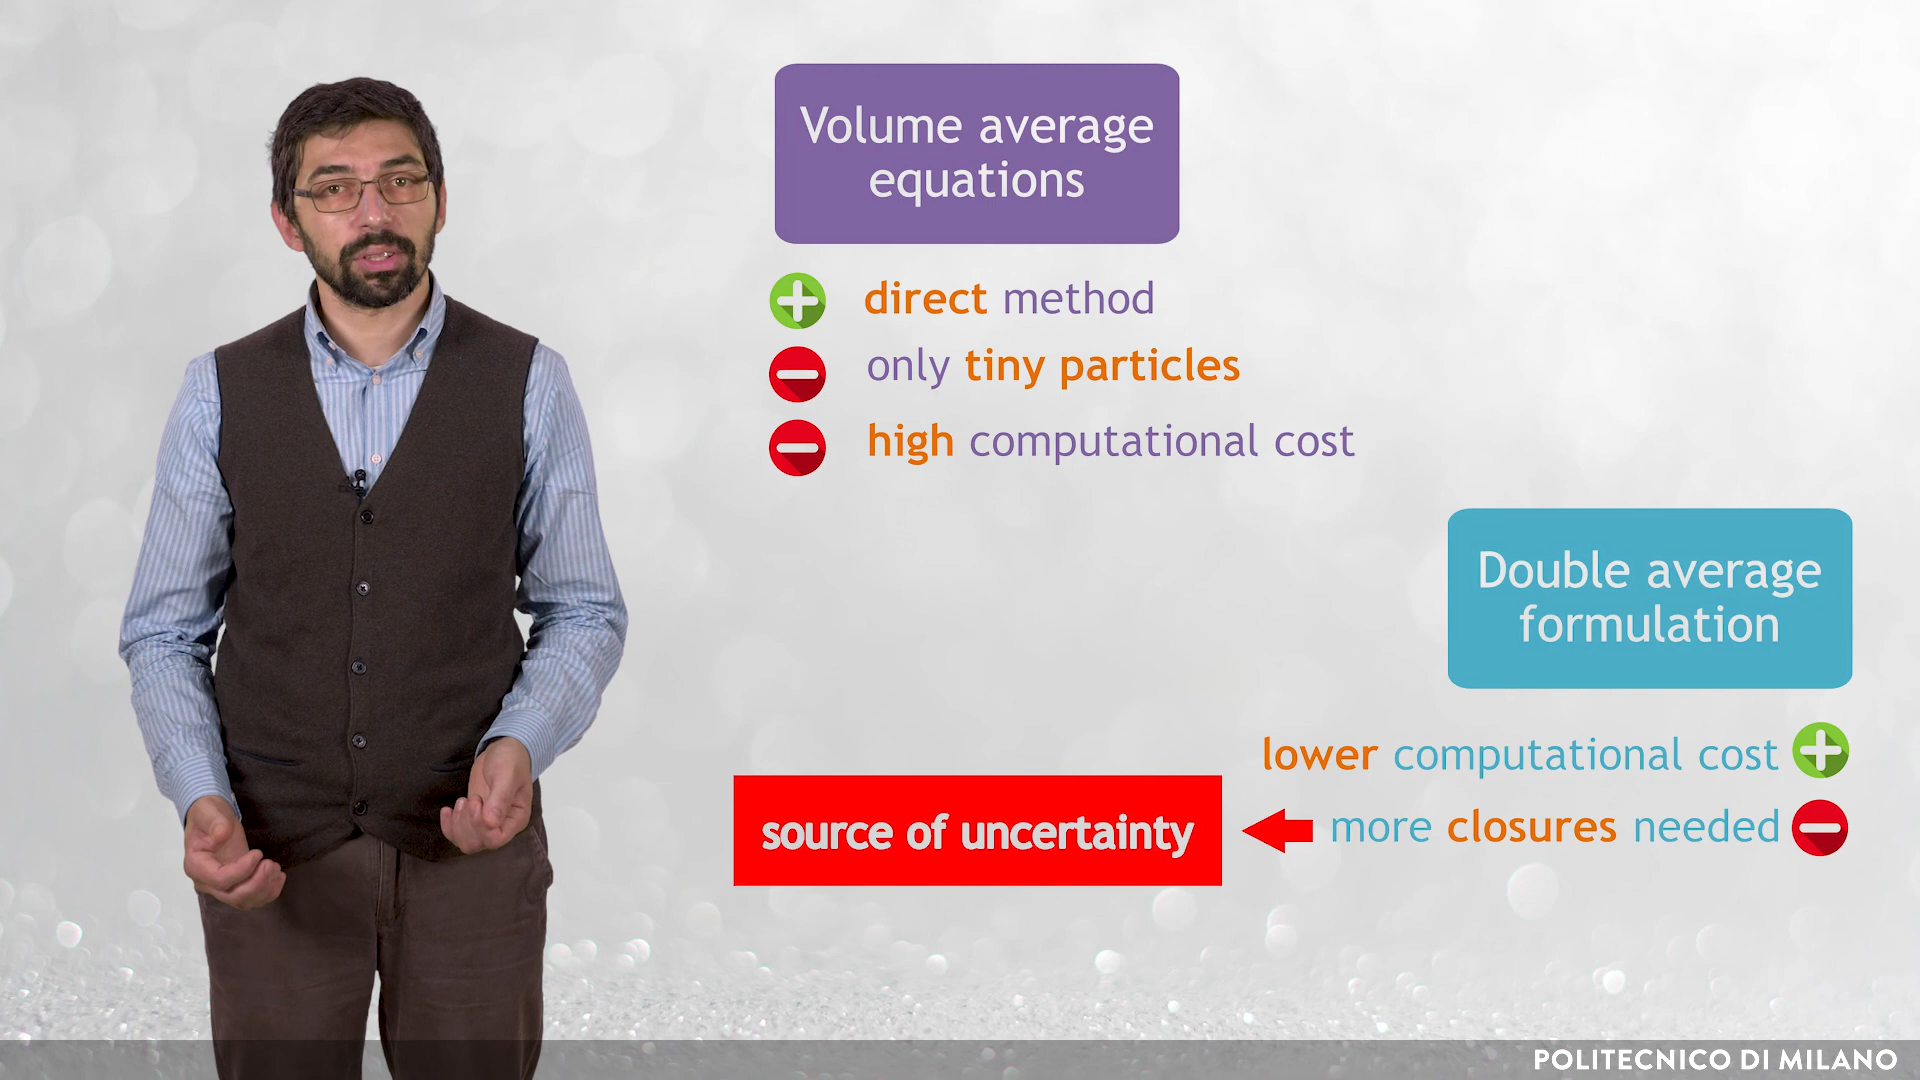 Volume average
equations
direct method
only tiny particles
high computational cost
Double average
formulation
lower computational cost
more closures needed
source of uncertainty
POLITECNICO DI MILANO